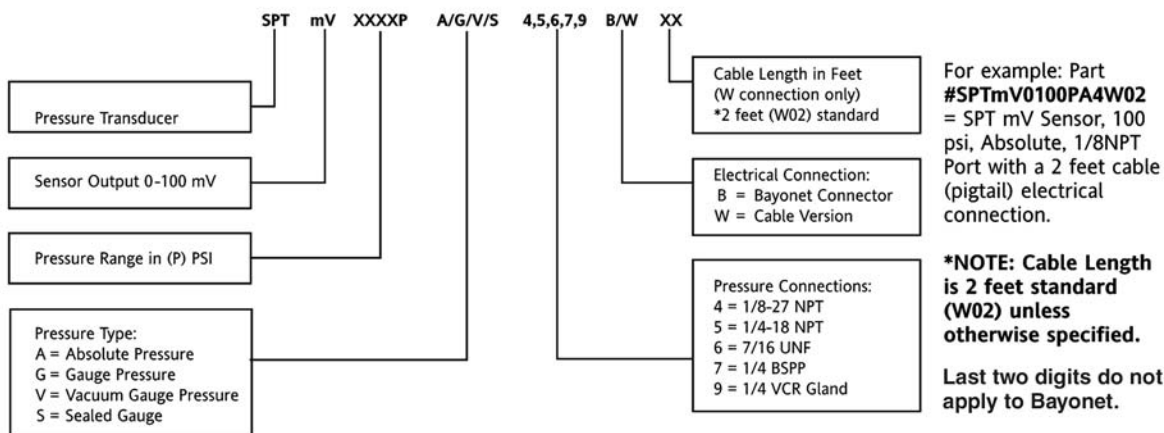 SPT mV XXXXP A/G/V/S 4,5,6,7,9 B/W XX
Pressure Transducer
Sensor Output 0-100 mV
Pressure Range in (P) PSI
Pressure Type:
A = Absolute Pressure
G = Gauge Pressure
V = Vacuum Gauge Pressure
S = Sealed Gauge
Cable Length in Feet
(W connection only)
*2 feet (W02) standard
Electrical Connection:
B = Bayonet Connector
W = Cable Version
Pressure Connections:
4 = 1/8-27 NPT
5 = 1/4-18 NPT
6 = 7/16 UNF
7 = 1/4 BSPP
9 = 1/4 VCR Gland
For example: Part
#SPTmV0100PA4W02
= SPT mV Sensor, 100
psi, Absolute, 1/8NPT
Port with a 2 feet cable
(pigtail) electrical
connection.
*NOTE: Cable Length
is 2 feet standard
(W02) unless
otherwise specified.
Last two digits do not
apply to Bayonet.